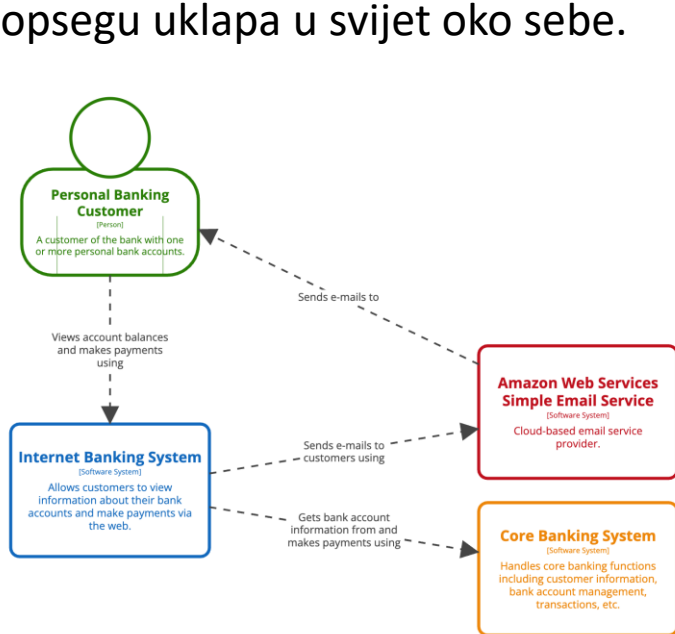 opsegu uklapa u svijet oko sebe.
Personal Banking
Customer
[Person]
A customer of the bank with one
or more personal bank accounts.
Sends e-mails to
Views account balances
and makes payments
using
Amazon Web Services
Simple Email Service
[Software System]
Cloud-based email service
provider.
Internet Banking System
[Software System]
Allows customers to view
information about their bank
accounts and make payments via
the web.
Sends e-mails to
customers using
Gets bank account
information from and
makes payments using
Core Banking System
[Software System]
Handles core banking functions
including customer information,
bank account management,
transactions, etc.